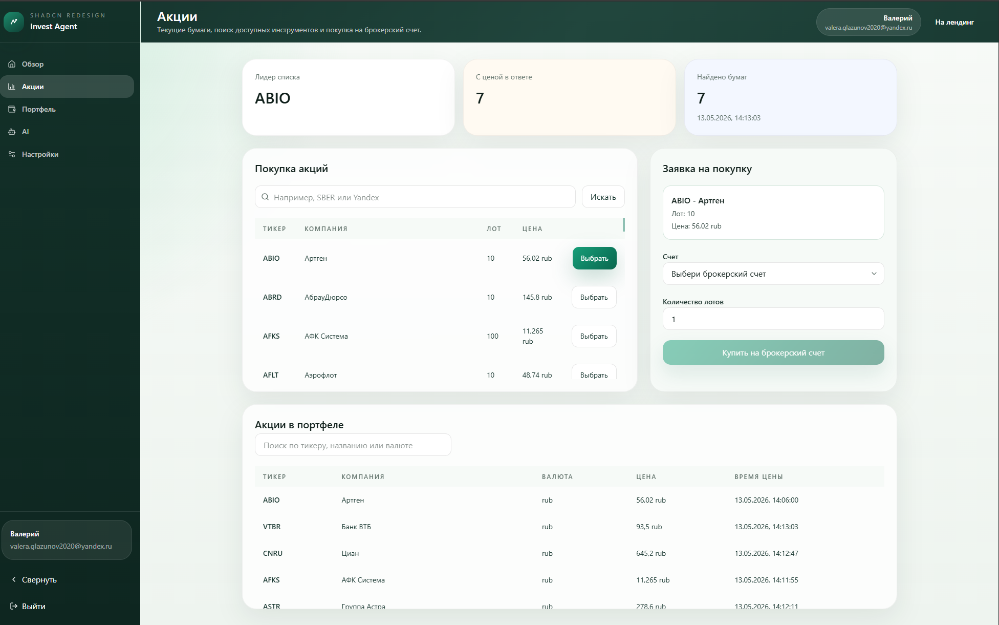 SHADCN REDESIGN
Invest Agent
Обзор
Акции
Портфель
AI
Настройки
Валерий
valera.glazunov2020@yandex.ru
Свернуть
Выйти
Акции
Текущие бумаги, поиск доступных инструментов и покупка на брокерский счет.
Валерий
valera.glazunov2020@yandex.ru
На лендинг
Лидер списка
ABIO
С ценой в ответе
7
Найдено бумаг
7
13.05.2026, 14:13:03
Покупка акций
Например, SBER или Yandex
Искать
ТИКЕР КОМПАНИЯ ЛОТ ЦЕНА
ABIO Артген 10 56,02 rub Выбрать
ABRD АбрауДюрсо 10 145,8 rub Выбрать
AFKS АФК Система 100 11,265 rub Выбрать
AFLT Аэрофлот 10 48,74 rub Выбрать
Заявка на покупку
ABIO - Артген
Лот: 10
Цена: 56,02 rub
Счет
Выбери брокерский счет
Количество лотов
1
Купить на брокерский счет
Акции в портфеле
Поиск по тикеру, названию или валюте
ТИКЕР КОМПАНИЯ ВАЛЮТА ЦЕНА ВРЕМЯ ЦЕНЫ
ABIO Артген rub 56,02 rub 13.05.2026, 14:06:00
VTBR Банк ВТБ rub 93,5 rub 13.05.2026, 14:13:03
CNRU Циан rub 645,2 rub 13.05.2026, 14:12:47
AFKS АФК Система rub 11,265 rub 13.05.2026, 14:11:55
ASTR Группа Астра rub 278,6 rub 13.05.2026, 14:12:11